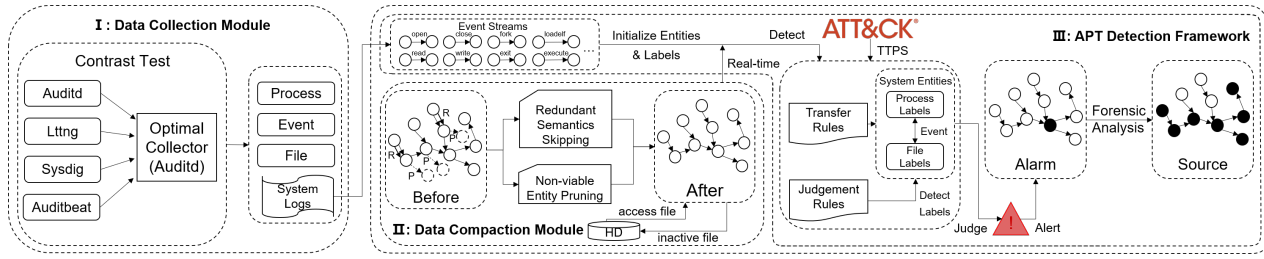 I : Data Collection Module
Contrast Test
Auditd
Lttng
Sysdig
Auditbeat
Optimal
Collector
(Auditd)
Process
Event
File
System
Logs
Event Streams
open
close
fork
loadelf
read
write
exit
execute
Initialize Entities
& Labels
Real-time
Before
R
R
P
P
P
Redundant
Semantics
Skipping
Non-viable
Entity Pruning
After
II: Data Compaction Module
HD
access file
inactive file
III: APT Detection Framework
ATT&CK®
Detect
TTPS
Transfer
Rules
Judgement
Rules
System Entities
Process
Labels
Event
File
Labels
Detect
Labels
Judge
!
Alert
Alarm
Forensic
Analysis
Source